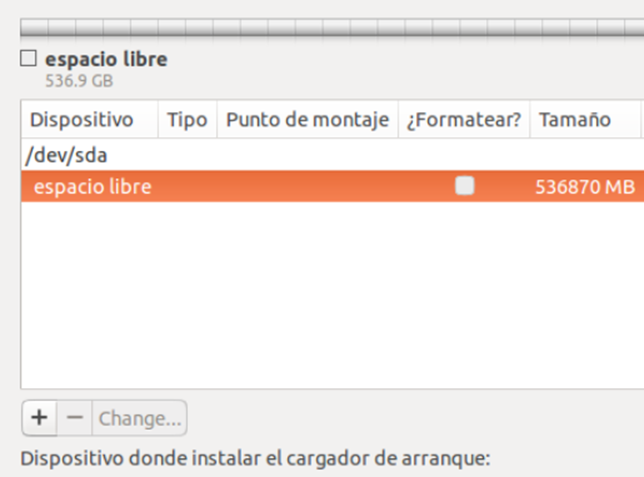 espacio libre
536.9 GB
Dispositivo Tipo Punto de montaje ¿Formatear? Tamaño
/dev/sda
espacio libre 536870 MB
+ − Change...
Dispositivo donde instalar el cargador de arranque: